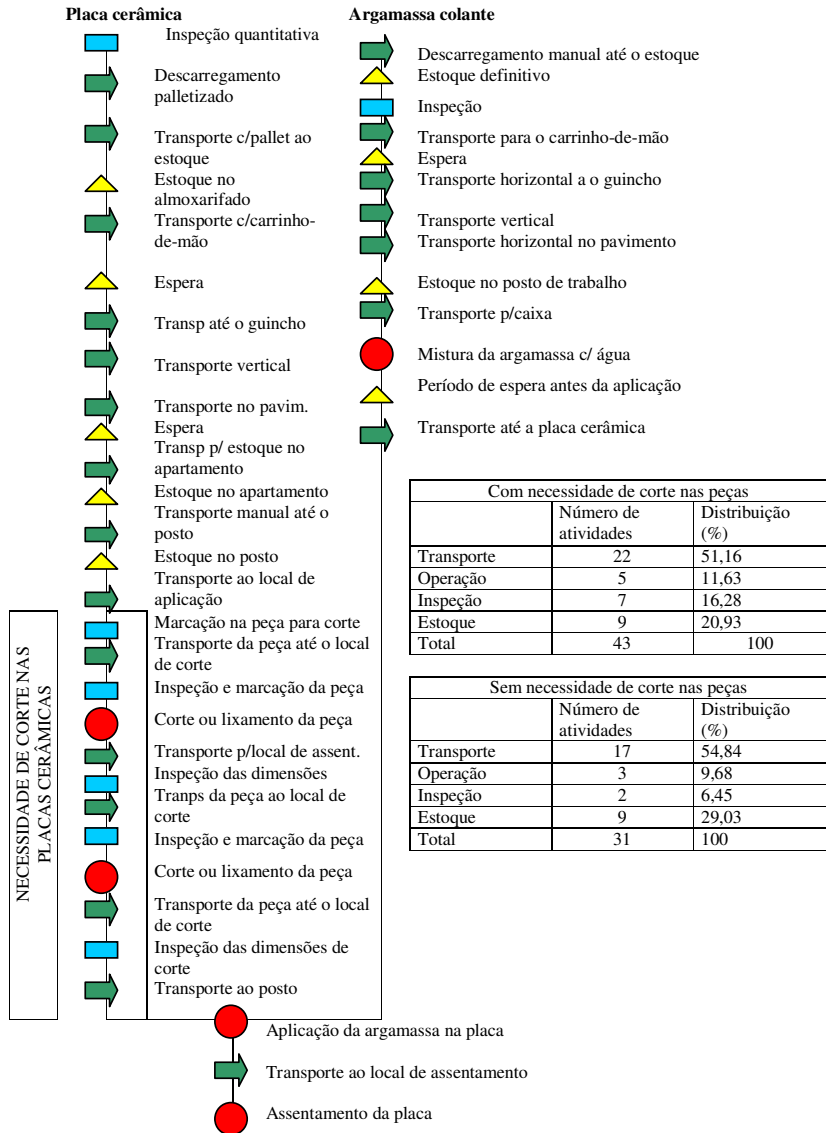 Placa cerâmica
Inspeção quantitativa
Descarregamento
palletizado
Transporte c/pallet ao
estoque
Estoque no
almoxarifado
Transporte c/carrinho-
de-mão
Espera
Transp até o guincho
Transporte vertical
Transporte no pavim.
Espera
Transp p/ estoque no
apartamento
Estoque no apartamento
Transporte manual até o
posto
Estoque no posto
Transporte ao local de
aplicação
NECESSIDADE DE CORTE NAS
PLACAS CERÂMICAS
Marcação na peça para corte
Transporte da peça até o local
de corte
Inspeção e marcação da peça
Corte ou lixamento da peça
Transporte p/local de assent.
Inspeção das dimensões
Tranps da peça ao local de
corte
Inspeção e marcação da peça
Corte ou lixamento da peça
Transporte da peça até o local
de corte
Inspeção das dimensões de
corte
Transporte ao posto
Argamassa colante
Descarregamento manual até o estoque
Estoque definitivo
Inspeção
Transporte para o carrinho-de-mão
Espera
Transporte horizontal a o guincho
Transporte vertical
Transporte horizontal no pavimento
Estoque no posto de trabalho
Transporte p/caixa
Mistura da argamassa c/ água
Período de espera antes da aplicação
Transporte até a placa cerâmica
Com necessidade de corte nas peças
Número de atividades Distribuição (%)
Transporte 22 51,16
Operação 5 11,63
Inspeção 7 16,28
Estoque 9 20,93
Total 43 100
Sem necessidade de corte nas peças
Número de atividades Distribuição (%)
Transporte 17 54,84
Operação 3 9,68
Inspeção 2 6,45
Estoque 9 29,03
Total 31 100
Aplicação da argamassa na placa
Transporte ao local de assentamento
Assentamento da placa